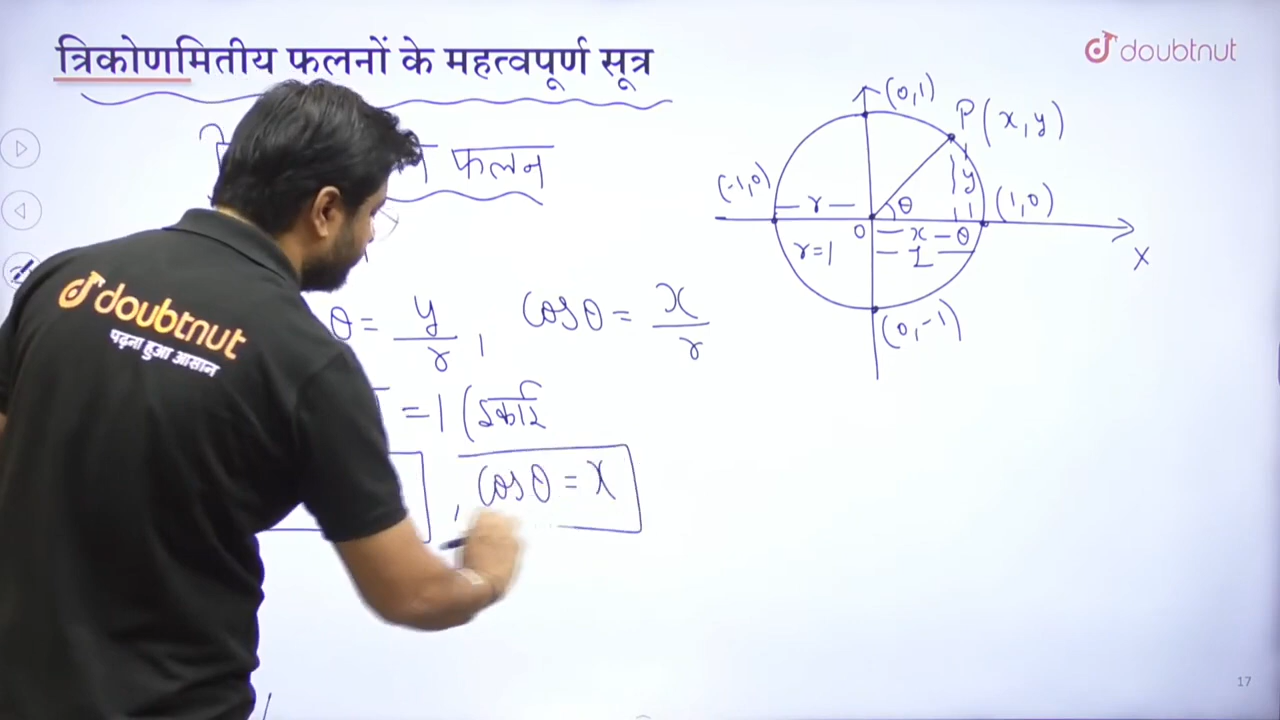 त्रिकोणमितीय फलनों के महत्वपूर्ण सूत्र
doubtnut
फलन
θ = y/r, cosθ = x/r
=1 (इकाई
, cosθ = x
doubtnut
पढ़ना हुआ आसान
(0,1)
P(x,y)
(-1,0)
r
θ
y
(1,0)
0
x-θ
r=1
1
X
(0,-1)
17